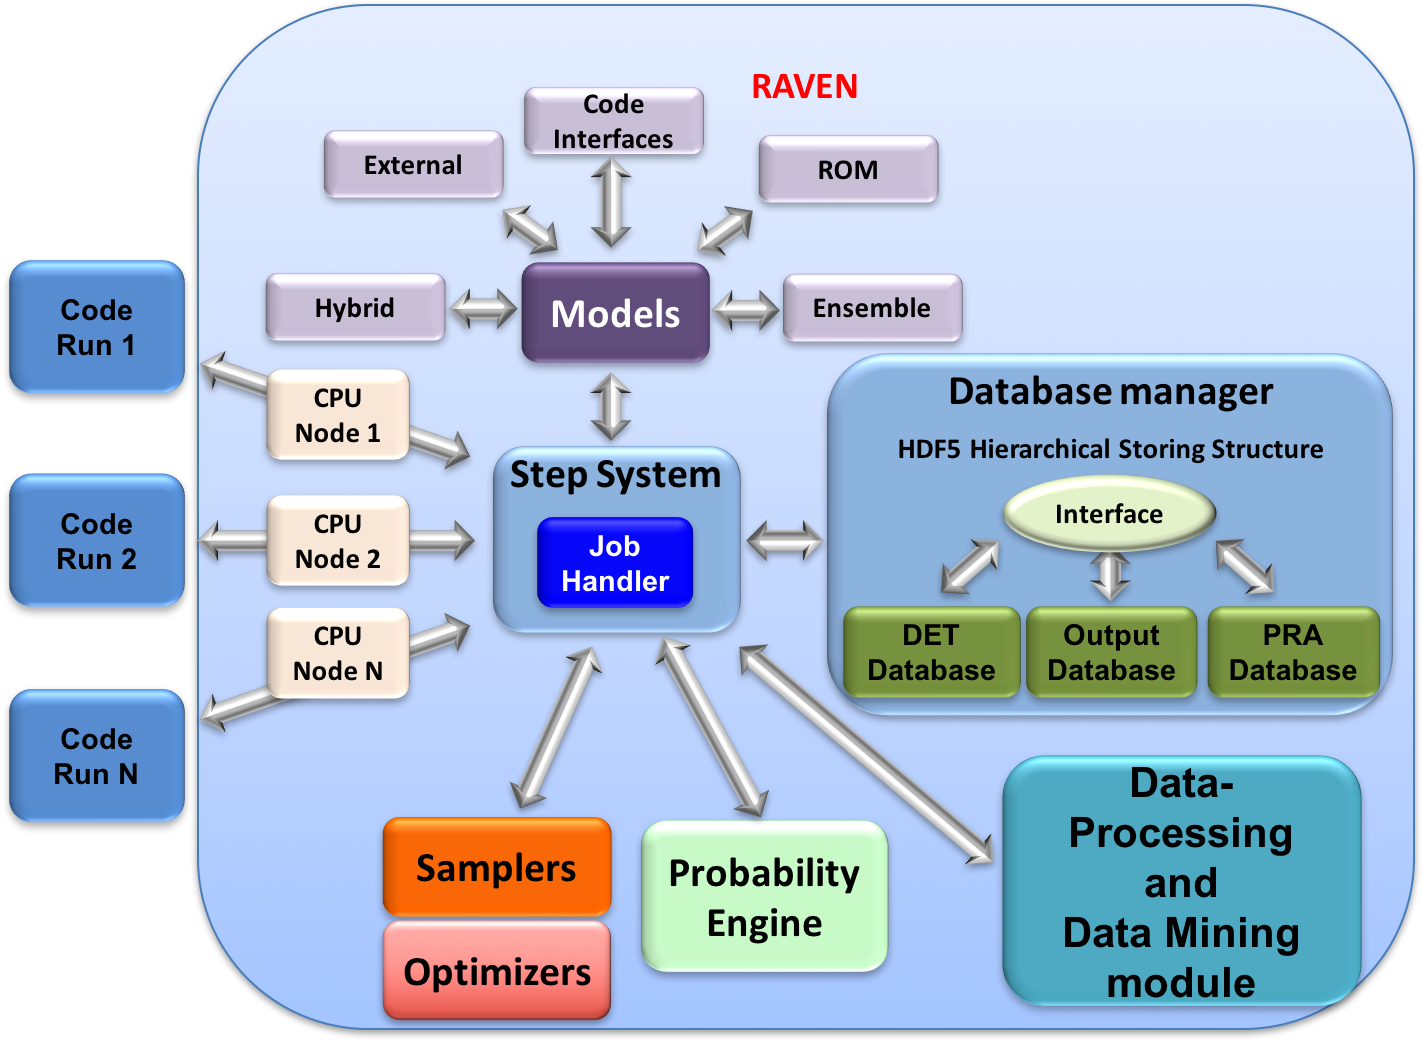 RAVEN
Code
Interfaces
External
ROM
Hybrid
Models
Ensemble
Code
Run 1
CPU
Node 1
Code
Run 2
CPU
Node 2
Code
Run N
CPU
Node N
Step System
Job
Handler
Database manager
HDF5 Hierarchical Storing Structure
Interface
DET
Database
Output
Database
PRA
Database
Samplers
Optimizers
Probability
Engine
Data-
Processing
and
Data Mining
module